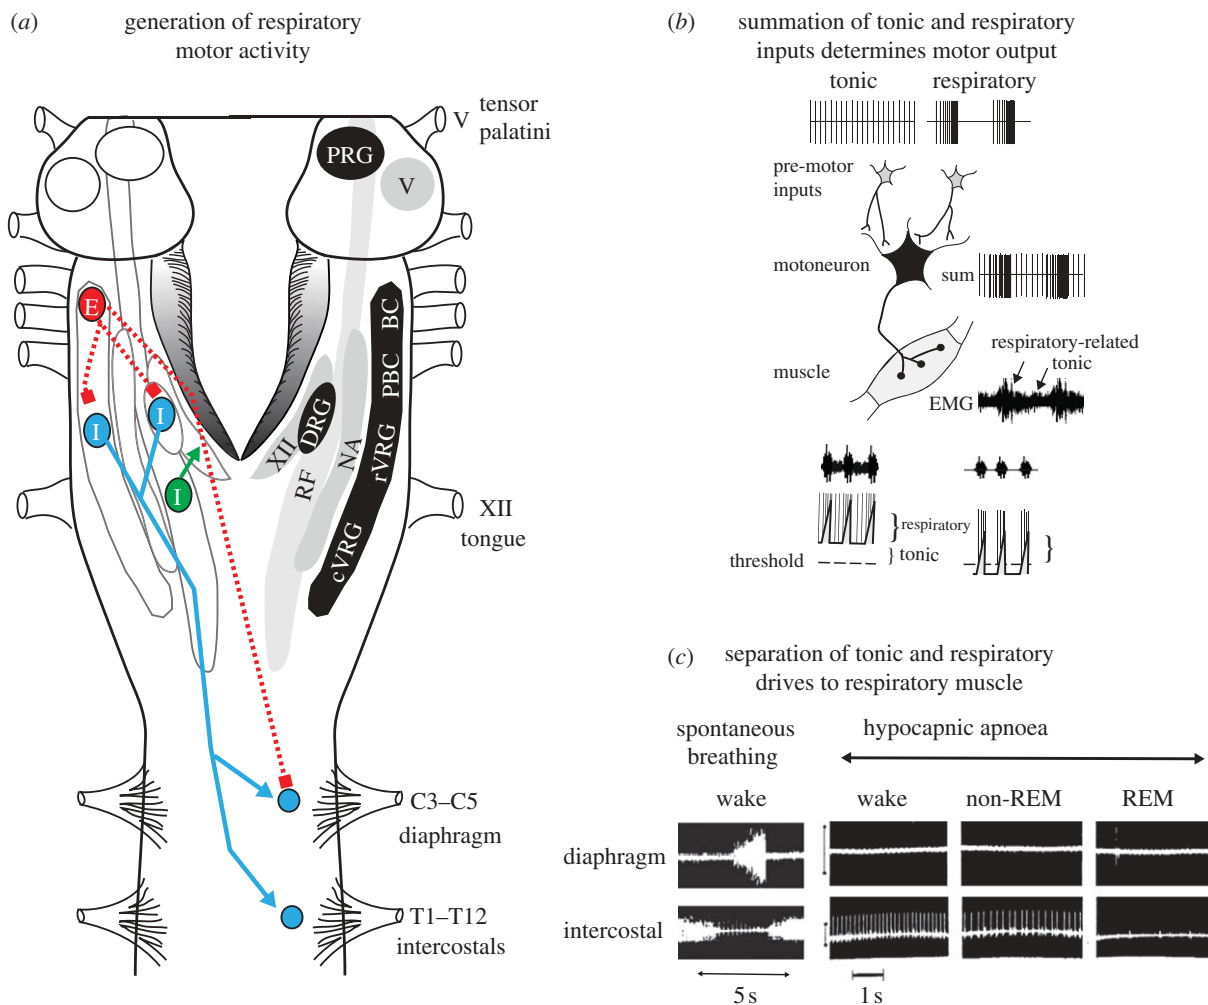 (a) generation of respiratory
motor activity
V tensor
palatini
PRG
V
E
I
I
I
BC
PBC
rVRG
cVRG
DRG
XII
NA
RF
XII
tongue
C3–C5
diaphragm
T1–T12
intercostals
(b) summation of tonic and respiratory
inputs determines motor output
tonic respiratory
pre-motor
inputs
motoneuron
sum
muscle
respiratory-related
tonic
EMG
respiratory
tonic
threshold
(c) separation of tonic and respiratory
drives to respiratory muscle
spontaneous
breathing
hypocapnic apnoea
wake wake non-REM REM
diaphragm
intercostal
5 s 1 s